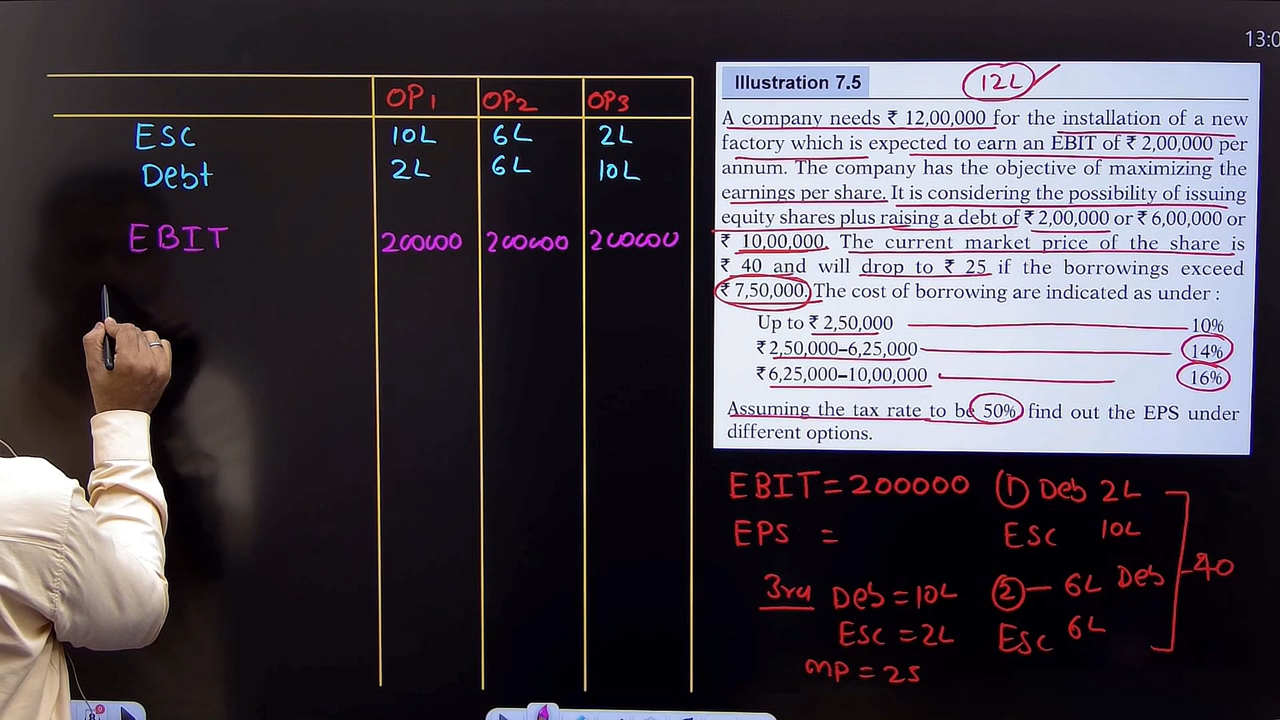 13:0
OP1 OP2 OP3
ESC 10L 6L 2L
Debt 2L 6L 10L
EBIT 200000 200000 200000
Illustration 7.5
12L
A company needs ₹ 12,00,000 for the installation of a new
factory which is expected to earn an EBIT of ₹ 2,00,000 per
annum. The company has the objective of maximizing the
earnings per share. It is considering the possibility of issuing
equity shares plus raising a debt of ₹ 2,00,000 or ₹ 6,00,000 or
₹ 10,00,000. The current market price of the share is
₹ 40 and will drop to ₹ 25 if the borrowings exceed
₹ 7,50,000. The cost of borrowing are indicated as under :
Up to ₹ 2,50,000 10%
₹ 2,50,000–6,25,000 14%
₹ 6,25,000–10,00,000 16%
Assuming the tax rate to be 50% find out the EPS under
different options.
EBIT = 200000 ① Deb 2L
EPS = ESC 10L
3rd Deb = 10L ② — 6L Deb - 40
ESC = 2L ESC 6L
MP = 25